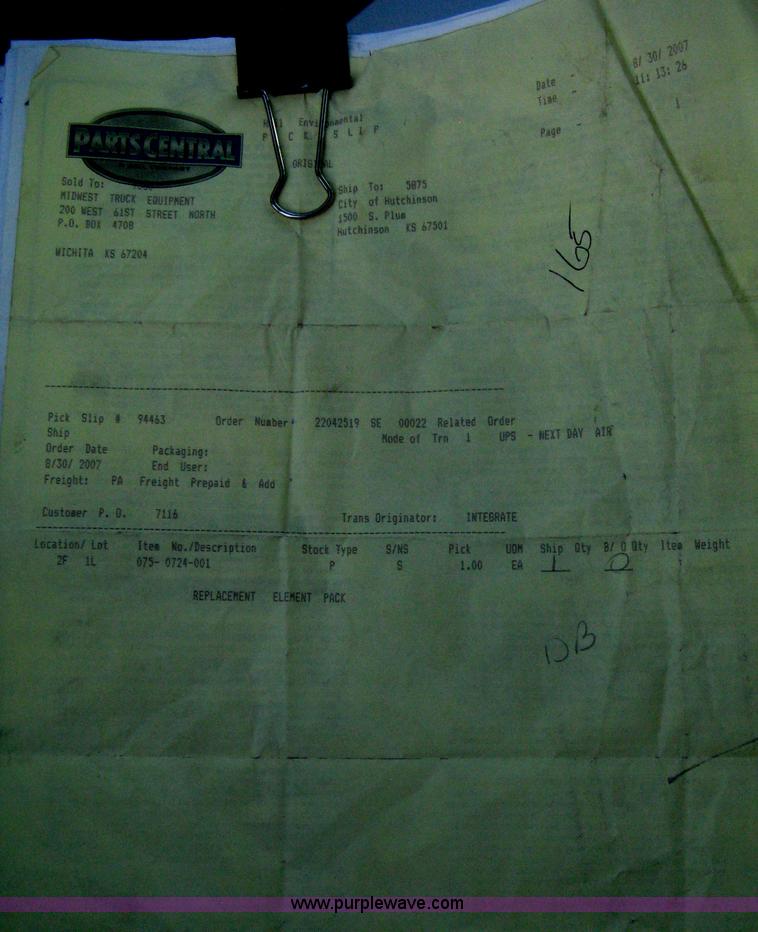 Date - 8/ 30/ 2007
Time - 11: 13: 26
Page - 1
PARTS CENTRAL
Environmental
P C K S L I P
ORIGINAL
Sold To:
MIDWEST TRUCK EQUIPMENT
200 WEST 61ST STREET NORTH
P.O. BOX 4708
WICHITA KS 67204
Ship To: 5875
City of Hutchinson
1500 S. Plum
Hutchinson KS 67501
165
Pick Slip # 94463 Order Number 22042519 SE 00022 Related Order
Ship Mode of Trn 1 UPS - NEXT DAY AIR
Order Date Packaging:
8/30/ 2007 End User:
Freight: PA Freight Prepaid & Add
Customer P. O. 7116 Trans Originator: INTEGRATE
Location/ Lot Item No./Description Stock Type S/NS Pick UOM Ship Qty B/ O Qty Item Weight
2F 1L 075- 0724-001 P S 1.00 EA 1 0
REPLACEMENT ELEMENT PACK
DB
www.purplewave.com